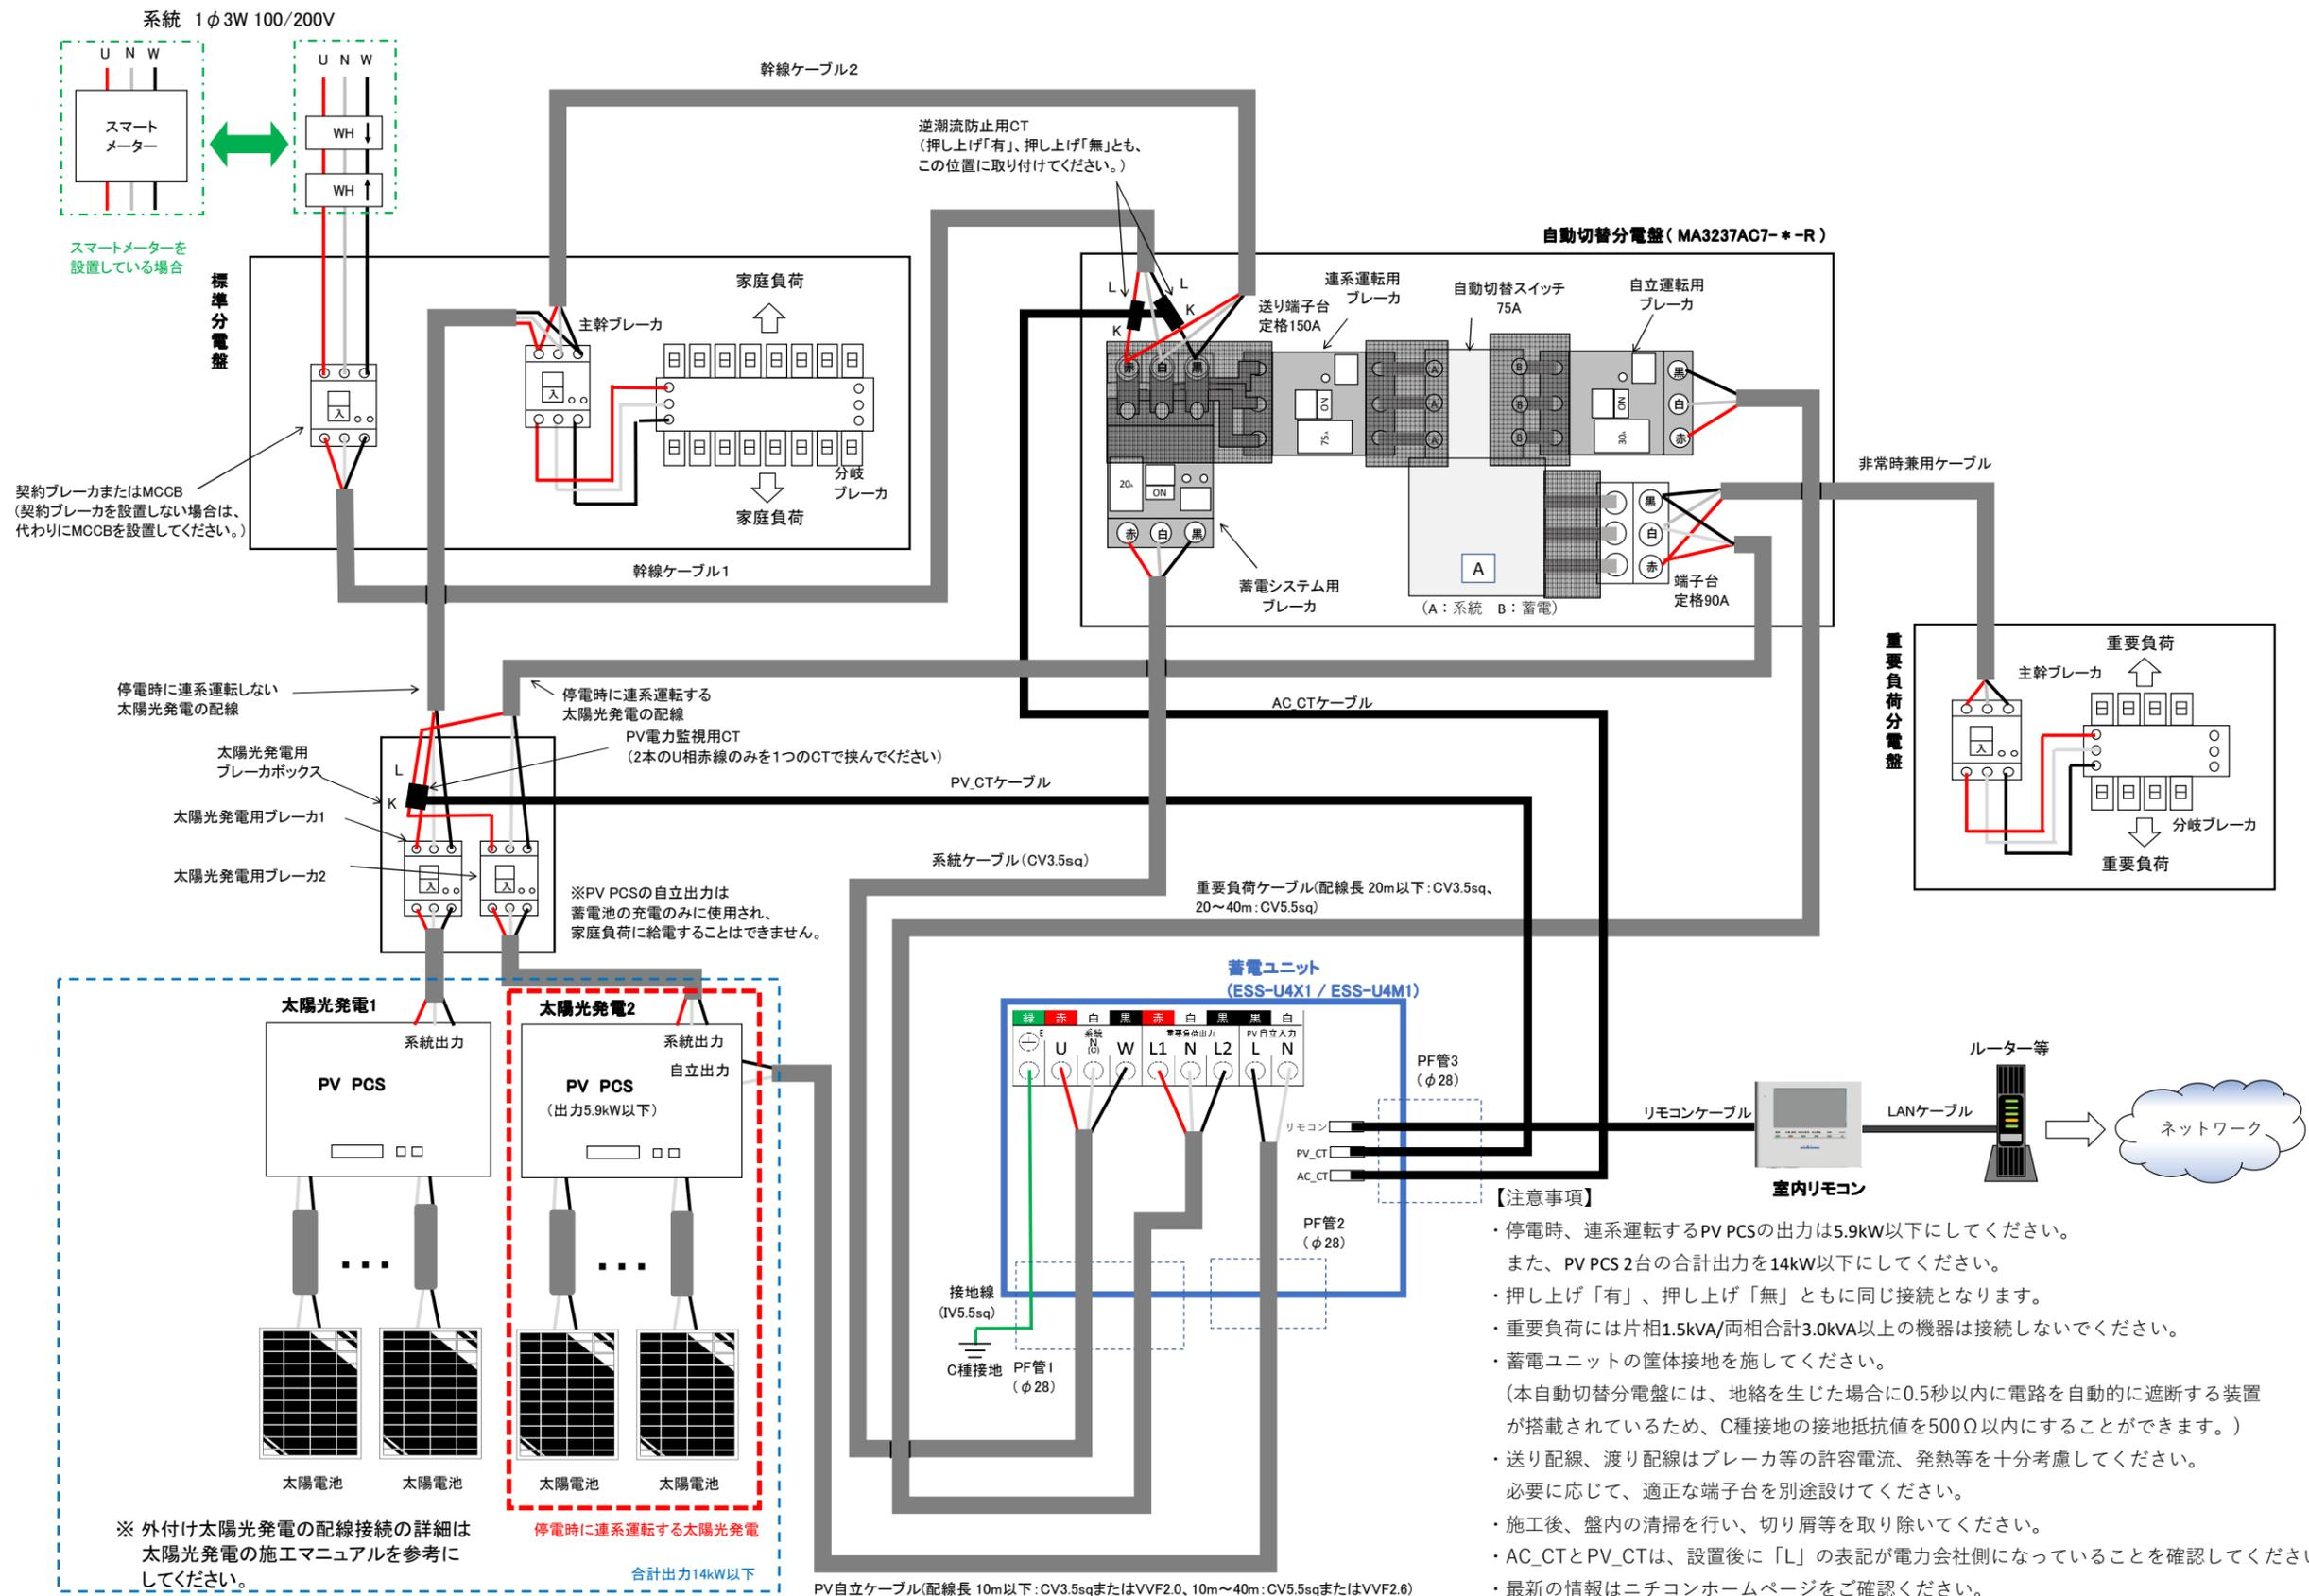 系統 1φ3W 100/200V
U N W
スマート
メーター
U N W
WH
WH
スマートメーターを
設置している場合
幹線ケーブル2
逆潮流防止用CT
(押し上げ「有」、押し上げ「無」とも、
この位置に取り付けてください。)
標準分電盤
主幹ブレーカ
入
入
家庭負荷
家庭負荷
分岐
ブレーカ
契約ブレーカまたはMCCB
(契約ブレーカを設置しない場合は、
代わりにMCCBを設置してください。)
幹線ケーブル1
自動切替分電盤( MA3237AC7-*-R )
L
L
K
K
送り端子台
定格150A
連系運転用
ブレーカ
自動切替スイッチ
75A
自立運転用
ブレーカ
赤 白 黒
ON
75A
A
A
A
B
B
B
ON
30A
黒
白
赤
20A
ON
赤 白 黒
蓄電システム用
ブレーカ
A
(A:系統 B:蓄電)
黒
白
赤
端子台
定格90A
非常時兼用ケーブル
重要負荷分電盤
重要負荷
主幹ブレーカ
入
分岐ブレーカ
重要負荷
停電時に連系運転しない
太陽光発電の配線
停電時に連系運転する
太陽光発電の配線
PV電力監視用CT
(2本のU相赤線のみを1つのCTで挟んでください)
太陽光発電用
ブレーカボックス
L
K
太陽光発電用ブレーカ1
太陽光発電用ブレーカ2
入
入
AC_CTケーブル
PV_CTケーブル
系統ケーブル(CV3.5sq)
重要負荷ケーブル(配線長 20m以下:CV3.5sq、
20~40m:CV5.5sq)
※PV PCSの自立出力は
蓄電池の充電のみに使用され、
家庭負荷に給電することはできません。
太陽光発電1
系統出力
PV PCS
太陽電池
太陽電池
太陽光発電2
系統出力
自立出力
PV PCS
(出力5.9kW以下)
太陽電池
太陽電池
停電時に連系運転する太陽光発電
合計出力14kW以下
※ 外付け太陽光発電の配線接続の詳細は
太陽光発電の施工マニュアルを参考に
してください。
蓄電ユニット
(ESS-U4X1 / ESS-U4M1)
緑 赤 白 黒 赤 白 黒 黒 白
E 系統 重要負荷出力 PV 自立入力
U N(O) W L1 N L2 L N
リモコン
PV_CT
AC_CT
PF管3
(φ28)
PF管2
(φ28)
接地線
(IV5.5sq)
C種接地
PF管1
(φ28)
PV自立ケーブル(配線長 10m以下:CV3.5sqまたはVVF2.0、10m~40m:CV5.5sqまたはVVF2.6)
リモコンケーブル
室内リモコン
LANケーブル
ルーター等
ネットワーク
【注意事項】
・停電時、連系運転するPV PCSの出力は5.9kW以下にしてください。
また、PV PCS 2台の合計出力を14kW以下にしてください。
・押し上げ「有」、押し上げ「無」ともに同じ接続となります。
・重要負荷には片相1.5kVA/両相合計3.0kVA以上の機器は接続しないでください。
・蓄電ユニットの筐体接地を施してください。
(本自動切替分電盤には、地絡を生じた場合に0.5秒以内に電路を自動的に遮断する装置
が搭載されているため、C種接地の接地抵抗値を500Ω以内にすることができます。)
・送り配線、渡り配線はブレーカ等の許容電流、発熱等を十分考慮してください。
必要に応じて、適正な端子台を別途設けてください。
・施工後、盤内の清掃を行い、切り屑等を取り除いてください。
・AC_CTとPV_CTは、設置後に「L」の表記が電力会社側になっていることを確認してくださ
・最新の情報はニチコンホームページをご確認ください。